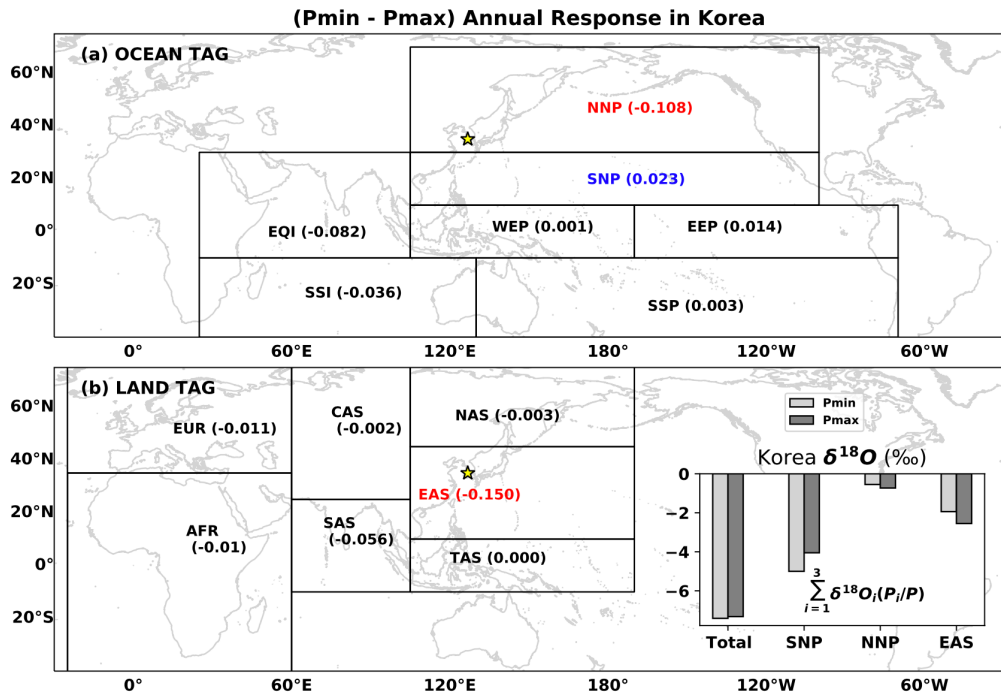 (Pmin - Pmax) Annual Response in Korea
(a) OCEAN TAG
60°N
40°N
20°N
0°
20°S
NNP (-0.108)
SNP (0.023)
EQI (-0.082)
WEP (0.001)
EEP (0.014)
SSI (-0.036)
SSP (0.003)
0°
60°E
120°E
180°
120°W
60°W
(b) LAND TAG
60°N
40°N
20°N
0°
20°S
EUR (-0.011)
CAS
(-0.002)
NAS (-0.003)
EAS (-0.150)
AFR
(-0.01)
SAS
(-0.056)
TAS (0.000)
0°
60°E
120°E
180°
120°W
60°W
Pmin
Pmax
Korea δ¹⁸O (‰)
0
−2
−4
−6
3
∑ δ¹⁸Oᵢ(Pᵢ/P)
i = 1
Total
SNP
NNP
EAS